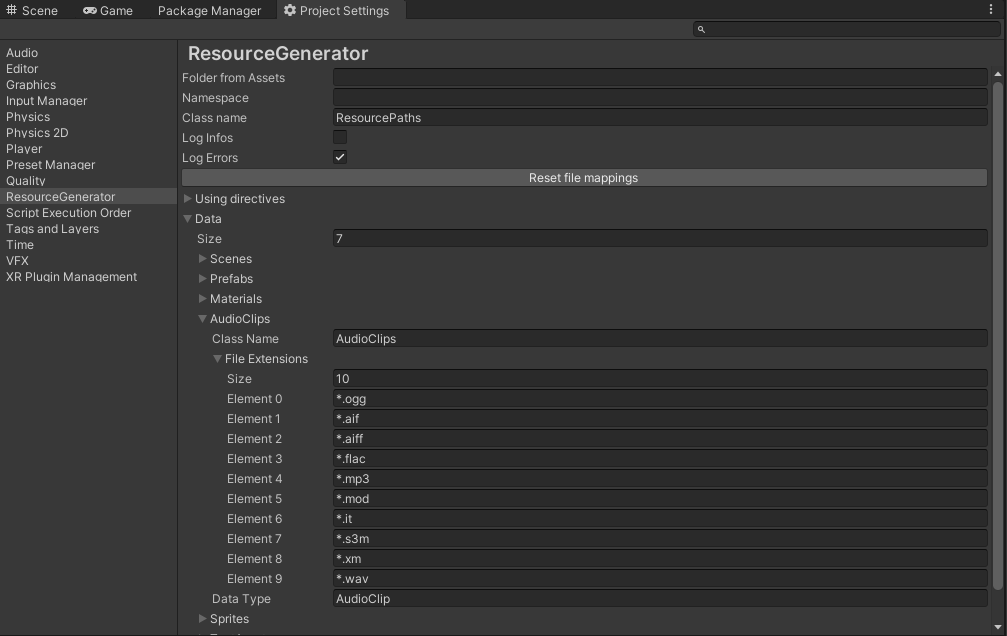 Scene Game Package Manager Project Settings
Audio
Editor
Graphics
Input Manager
Physics
Physics 2D
Player
Preset Manager
Quality
ResourceGenerator
Script Execution Order
Tags and Layers
Time
VFX
XR Plugin Management
ResourceGenerator
Folder from Assets
Namespace
Class name ResourcePaths
Log Infos
Log Errors
Reset file mappings
Using directives
Data
Size 7
Scenes
Prefabs
Materials
AudioClips
Class Name AudioClips
File Extensions
Size 10
Element 0 *.ogg
Element 1 *.aif
Element 2 *.aiff
Element 3 *.flac
Element 4 *.mp3
Element 5 *.mod
Element 6 *.it
Element 7 *.s3m
Element 8 *.xm
Element 9 *.wav
Data Type AudioClip
Sprites